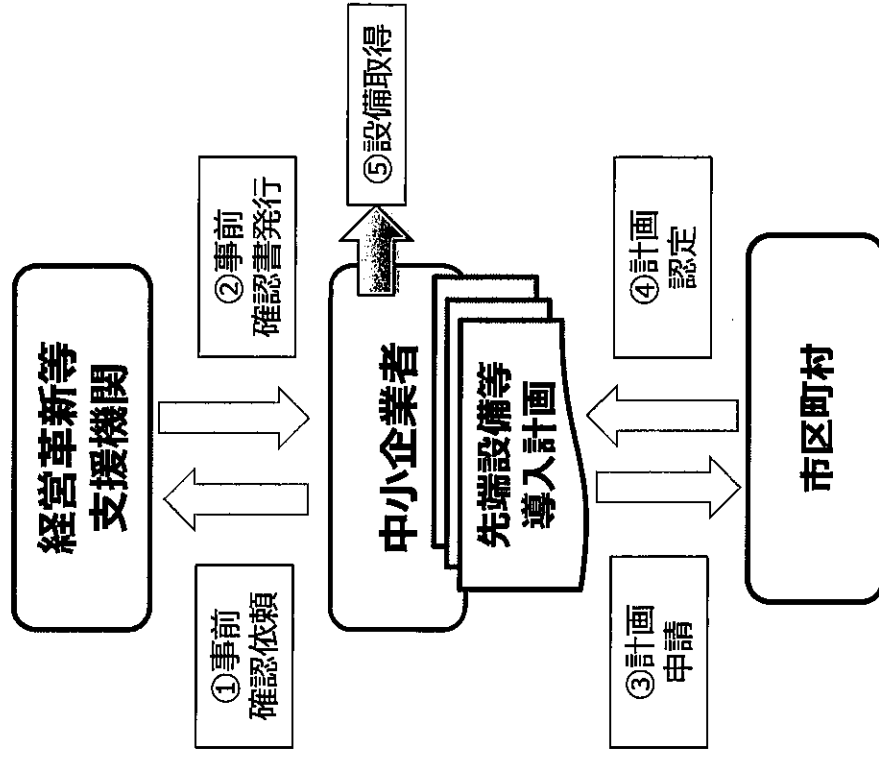 経営革新等
支援機関
①事前
確認依頼
②事前
確認書発行
中小企業者
⑤設備取得
先端設備等
導入計画
③計画
申請
④計画
認定
市区町村